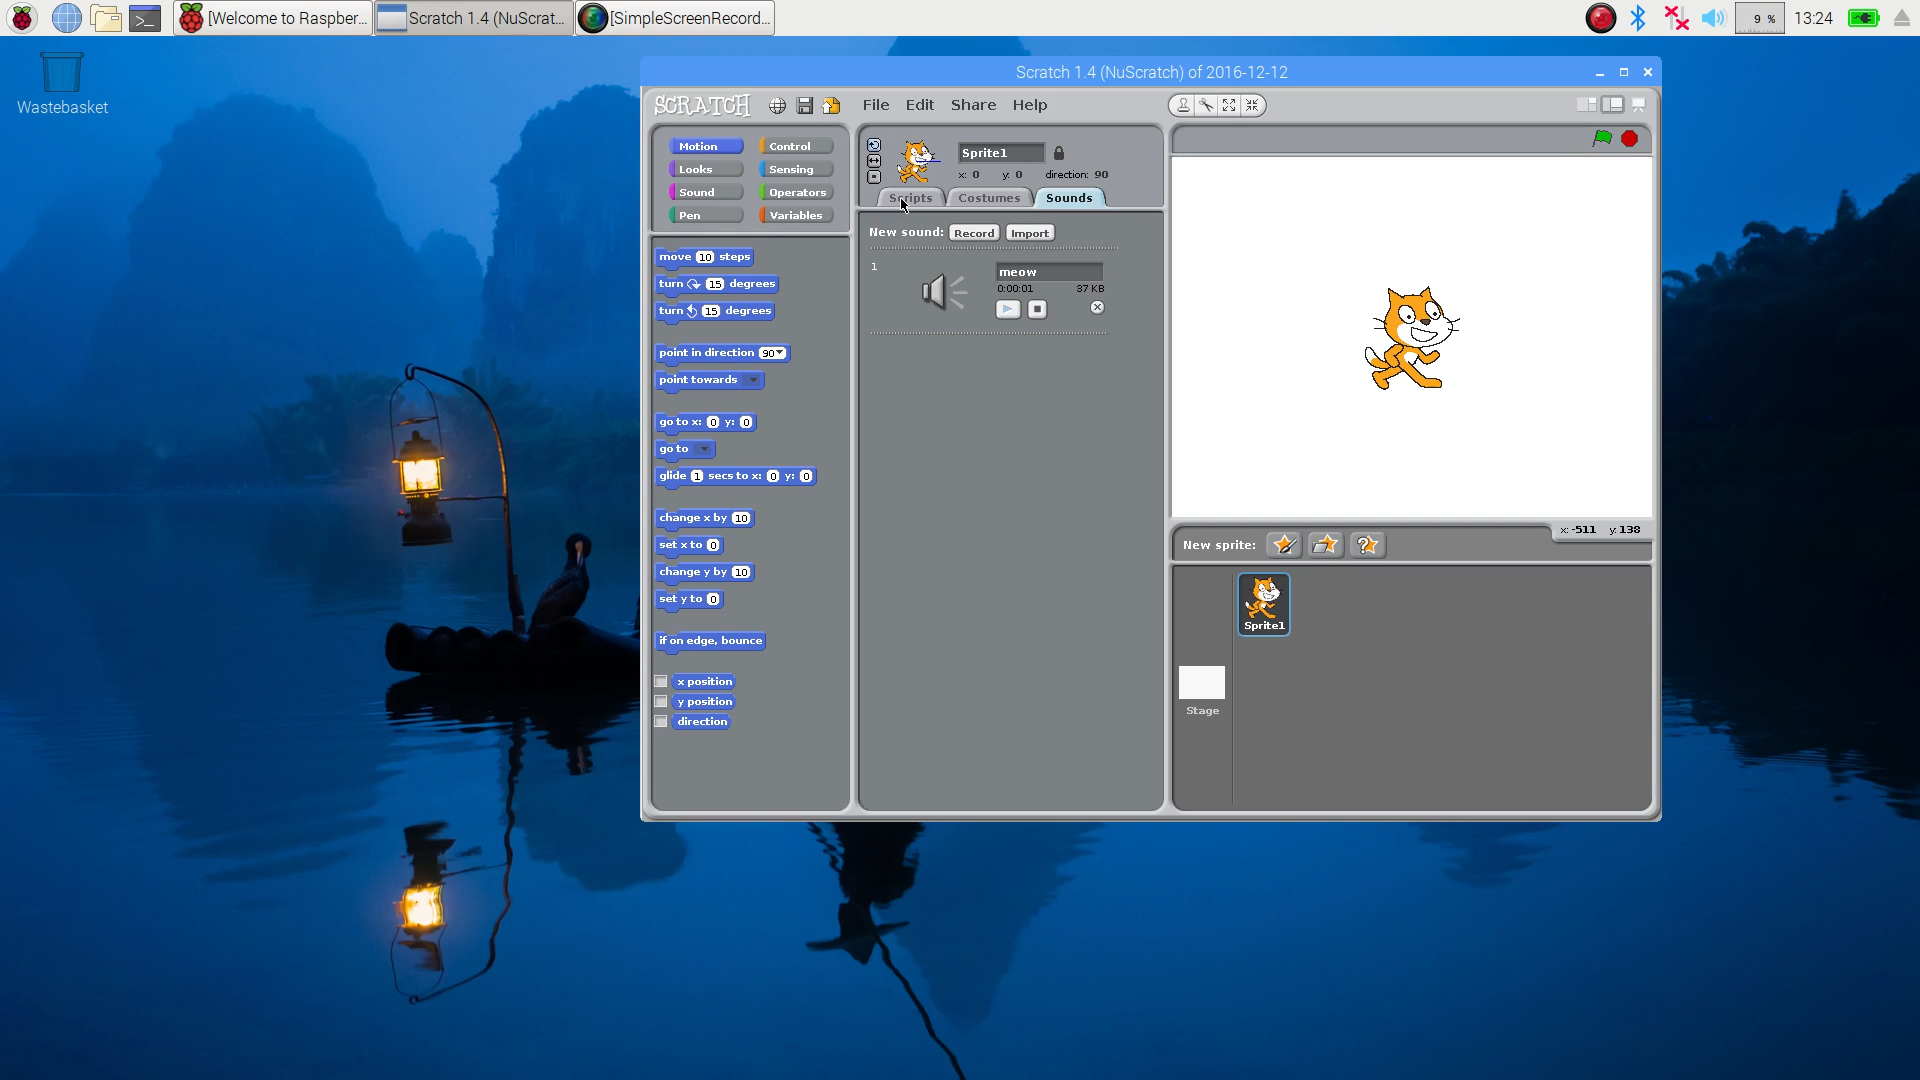 [Welcome to Raspber...
Scratch 1.4 (NuScrat...
[SimpleScreenRecord...
9 %
13:24
Wastebasket
Scratch 1.4 (NuScratch) of 2016-12-12
SCRATCH
File
Edit
Share
Help
Motion
Control
Looks
Sensing
Sound
Operators
Pen
Variables
move 10 steps
turn 15 degrees
turn 15 degrees
point in direction 90
point towards
go to x: 0 y: 0
go to
glide 1 secs to x: 0 y: 0
change x by 10
set x to 0
change y by 10
set y to 0
if on edge, bounce
x position
y position
direction
Sprite1
x: 0 y: 0 direction: 90
Scripts
Costumes
Sounds
New sound: Record Import
1
meow
0:00:01 37 KB
x: -511 y: 138
New sprite:
Sprite1
Stage